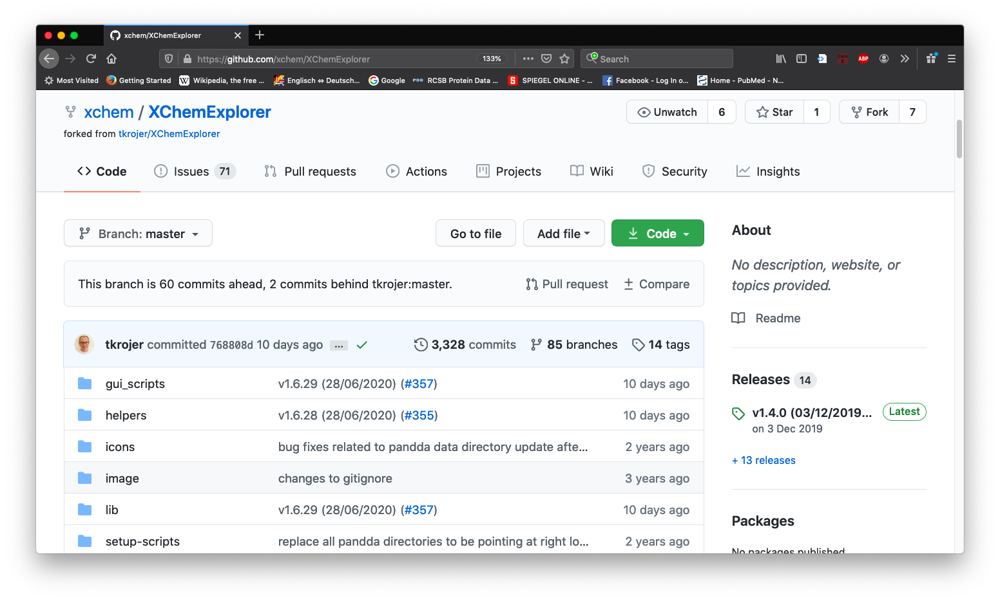 xchem/XChemExplorer
https://github.com/xchem/XChemExplorer 133% Search
ABP
Most Visited Getting Started Wikipedia, the free ... Englisch ⇔ Deutsch... Google RCSB Protein Data ... SPIEGEL ONLINE - ... Facebook - Log In o... Home - PubMed - N...
xchem / XChemExplorer Unwatch 6 Star 1 Fork 7
forked from tkrojer/XChemExplorer
Code Issues 71 Pull requests Actions Projects Wiki Security Insights
Branch: master Go to file Add file Code
This branch is 60 commits ahead, 2 commits behind tkrojer:master. Pull request Compare
tkrojer committed 768808d 10 days ago ... 3,328 commits 85 branches 14 tags
gui_scripts v1.6.29 (28/06/2020) (#357) 10 days ago
helpers v1.6.28 (28/06/2020) (#355) 10 days ago
icons bug fixes related to pandda data directory update afte... 2 years ago
image changes to gitignore 3 years ago
lib v1.6.29 (28/06/2020) (#357) 10 days ago
setup-scripts replace all pandda directories to be pointing at right lo... 2 years ago
About
No description, website, or
topics provided.
Readme
Releases 14
v1.4.0 (03/12/2019... Latest
on 3 Dec 2019
+ 13 releases
Packages
No packages published